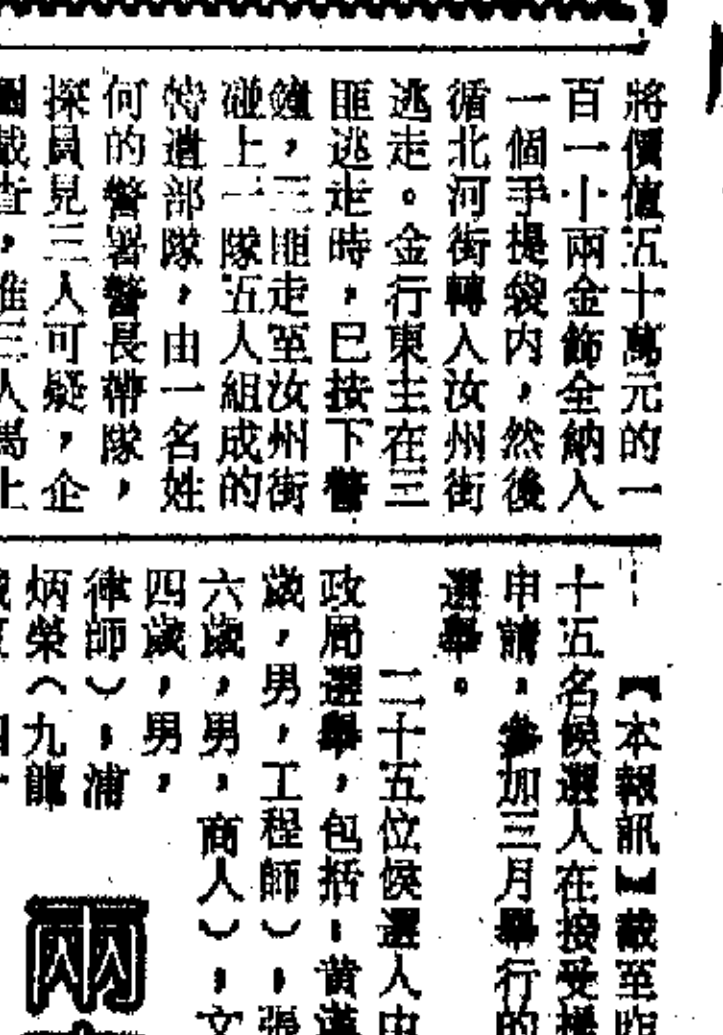 將價值五十萬元的一
百一十兩金飾全納入
一個手提袋內，然後
循北河街轉入汝州街
逃走。金行東主在三
匪逃走時，已按下警
鐘，三匪走至汝州街
碰上一隊五人組成的
特遣部隊，由一名姓
何的警署警長帶隊，
探員見三人可疑，企
圖截查，惟三人馬上
【本報訊】截至昨
十五名候選人在接受
申請，參加三月舉行的
選舉。
二十五位候選人中
政局選舉，包括：黃漢
歲，男，工程師），張
六歲，男，商人），文
四歲，男，
律師），浦
炳榮（九龍
兩